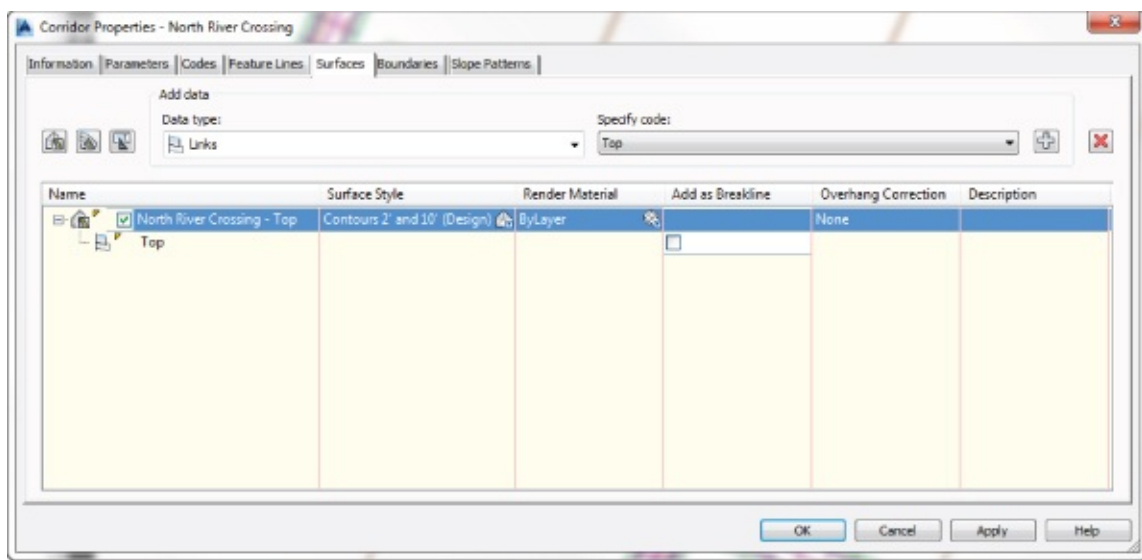 Corridor Properties - North River Crossing
Information Parameters Codes Feature Lines Surfaces Boundaries Slope Patterns
Add data
Data type: Specify code:
Links Top
Name Surface Style Render Material Add as Breakline Overhang Correction Description
North River Crossing - Top Contours 2' and 10' (Design) ByLayer None
Top
OK Cancel Apply Help